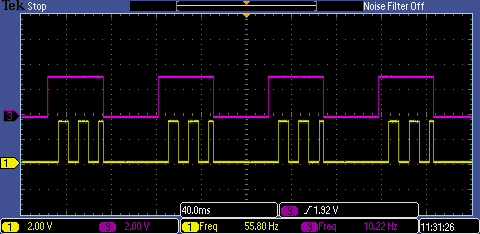 Tek Stop Noise Filter Off
3
1
40.0ms 3 1.92 V
1 2.00 V 3 2.00 V 1 Freq 55.80 Hz 3 Freq 10.22 Hz 11:31:26